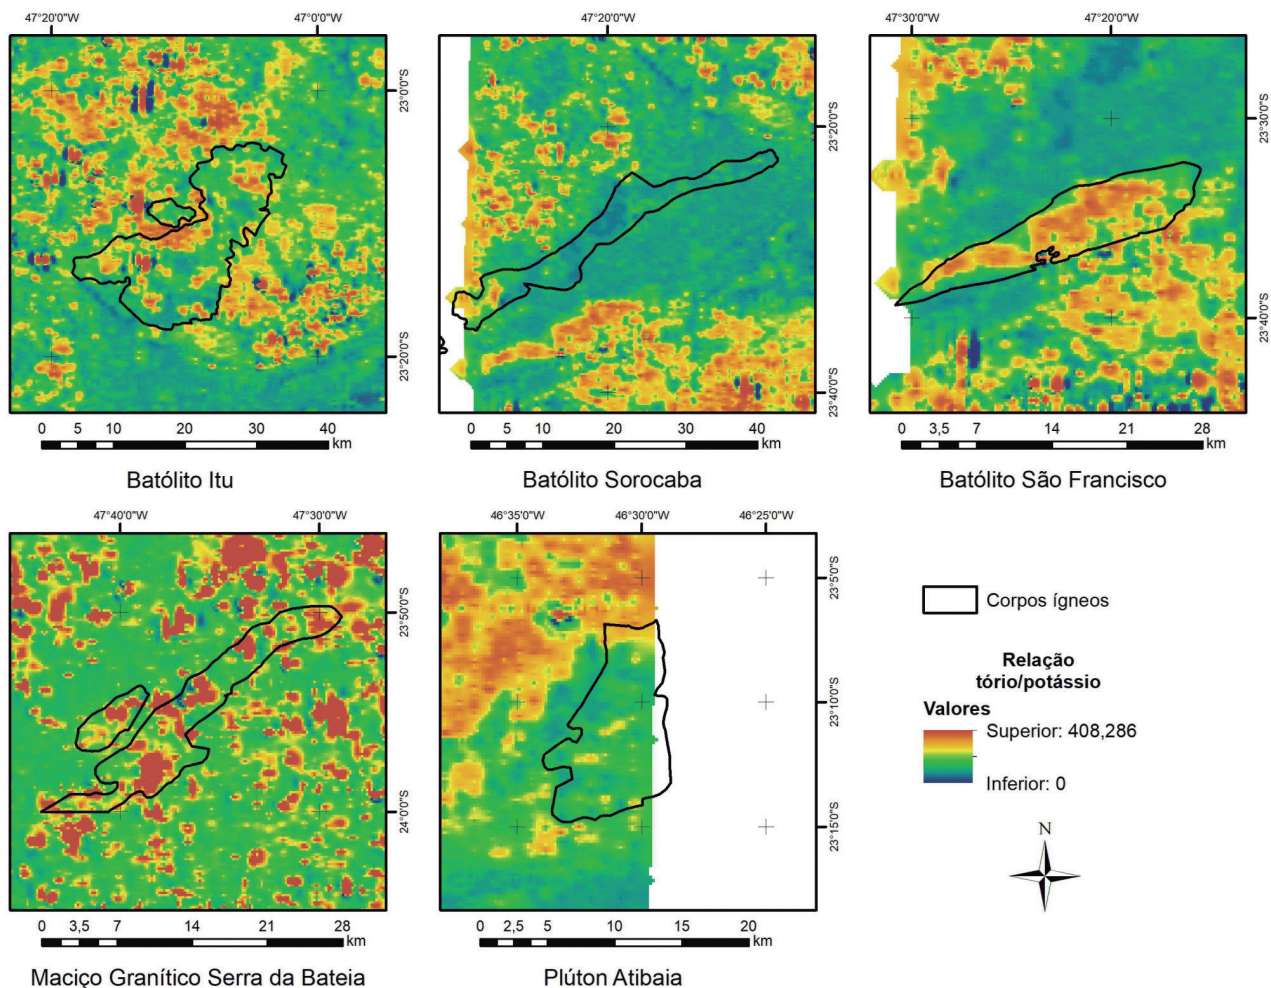 47°20'0"W 47°0'0"W
23°0'0"S
23°20'0"S
0 5 10 20 30 40 km
Batólito Itu
47°20'0"W
23°20'0"S
23°40'0"S
0 5 10 20 30 40 km
Batólito Sorocaba
47°30'0"W 47°20'0"W
23°30'0"S
23°40'0"S
0 3,5 7 14 21 28 km
Batólito São Francisco
47°40'0"W 47°30'0"W
23°50'0"S
24°0'0"S
0 3,5 7 14 21 28 km
Maciço Granítico Serra da Bateia
46°35'0"W 46°30'0"W 46°25'0"W
23°5'0"S
23°10'0"S
23°15'0"S
0 2,5 5 10 15 20 km
Plúton Atibaia
Corpos ígneos
Relação
tório/potássio
Valores
Superior: 408,286
Inferior: 0
N